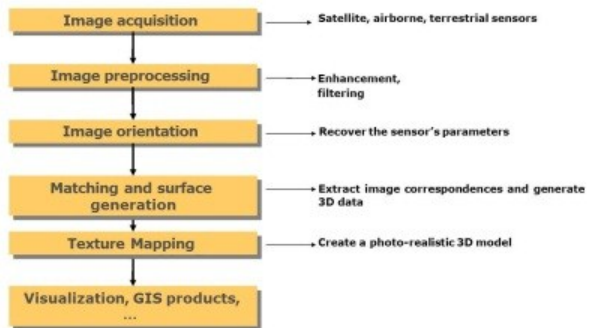 Image acquisition
Satellite, airborne, terrestrial sensors
Image preprocessing
Enhancement,
filtering
Image orientation
Recover the sensor's parameters
Matching and surface
generation
Extract image correspondences and generate
3D data
Texture Mapping
Create a photo-realistic 3D model
Visualization, GIS products,
...